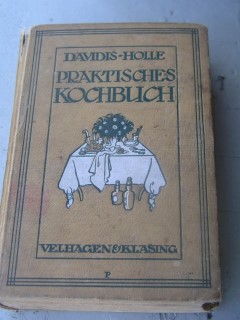 DAVIDIS-HOLLE
PRAKTISCHES
KOCHBUCH
VELHAGEN & KLASING